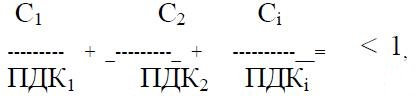 C1 C2 Ci
--------- + _---------_ + ----------__= < 1,
ПДК1 ПДК2 ПДКi